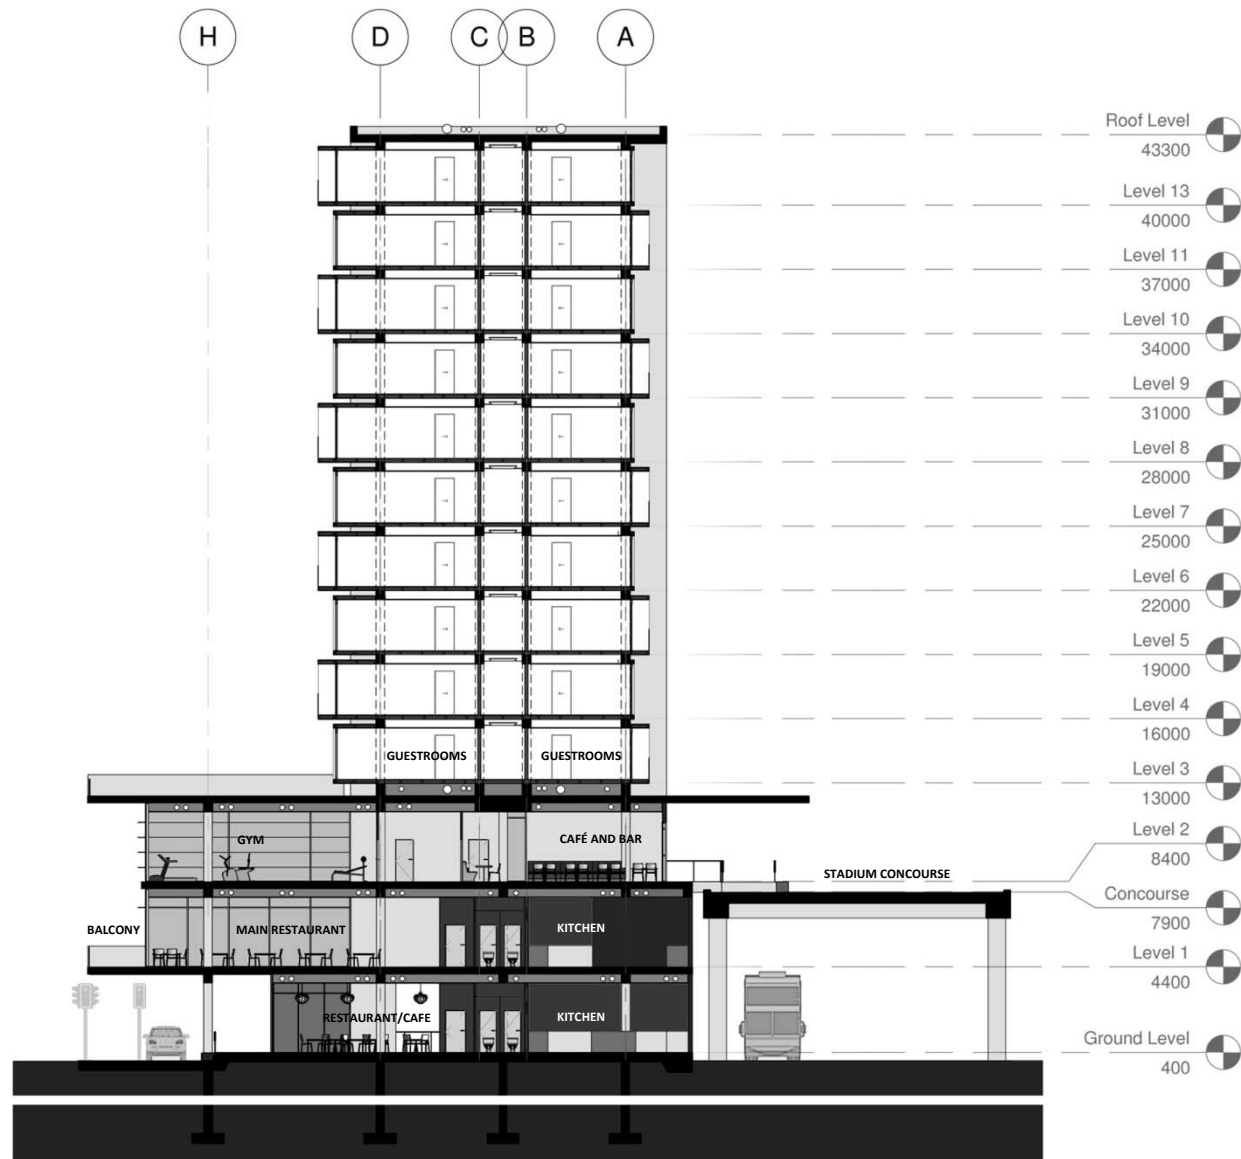 H D C B A
Roof Level
43300
Level 13
40000
Level 11
37000
Level 10
34000
Level 9
31000
Level 8
28000
Level 7
25000
Level 6
22000
Level 5
19000
Level 4
16000
GUESTROOMS GUESTROOMS
Level 3
13000
Level 2
8400
GYM CAFÉ AND BAR
STADIUM CONCOURSE
Concourse
7900
BALCONY MAIN RESTAURANT KITCHEN
Level 1
4400
RESTAURANT/CAFE KITCHEN
Ground Level
400